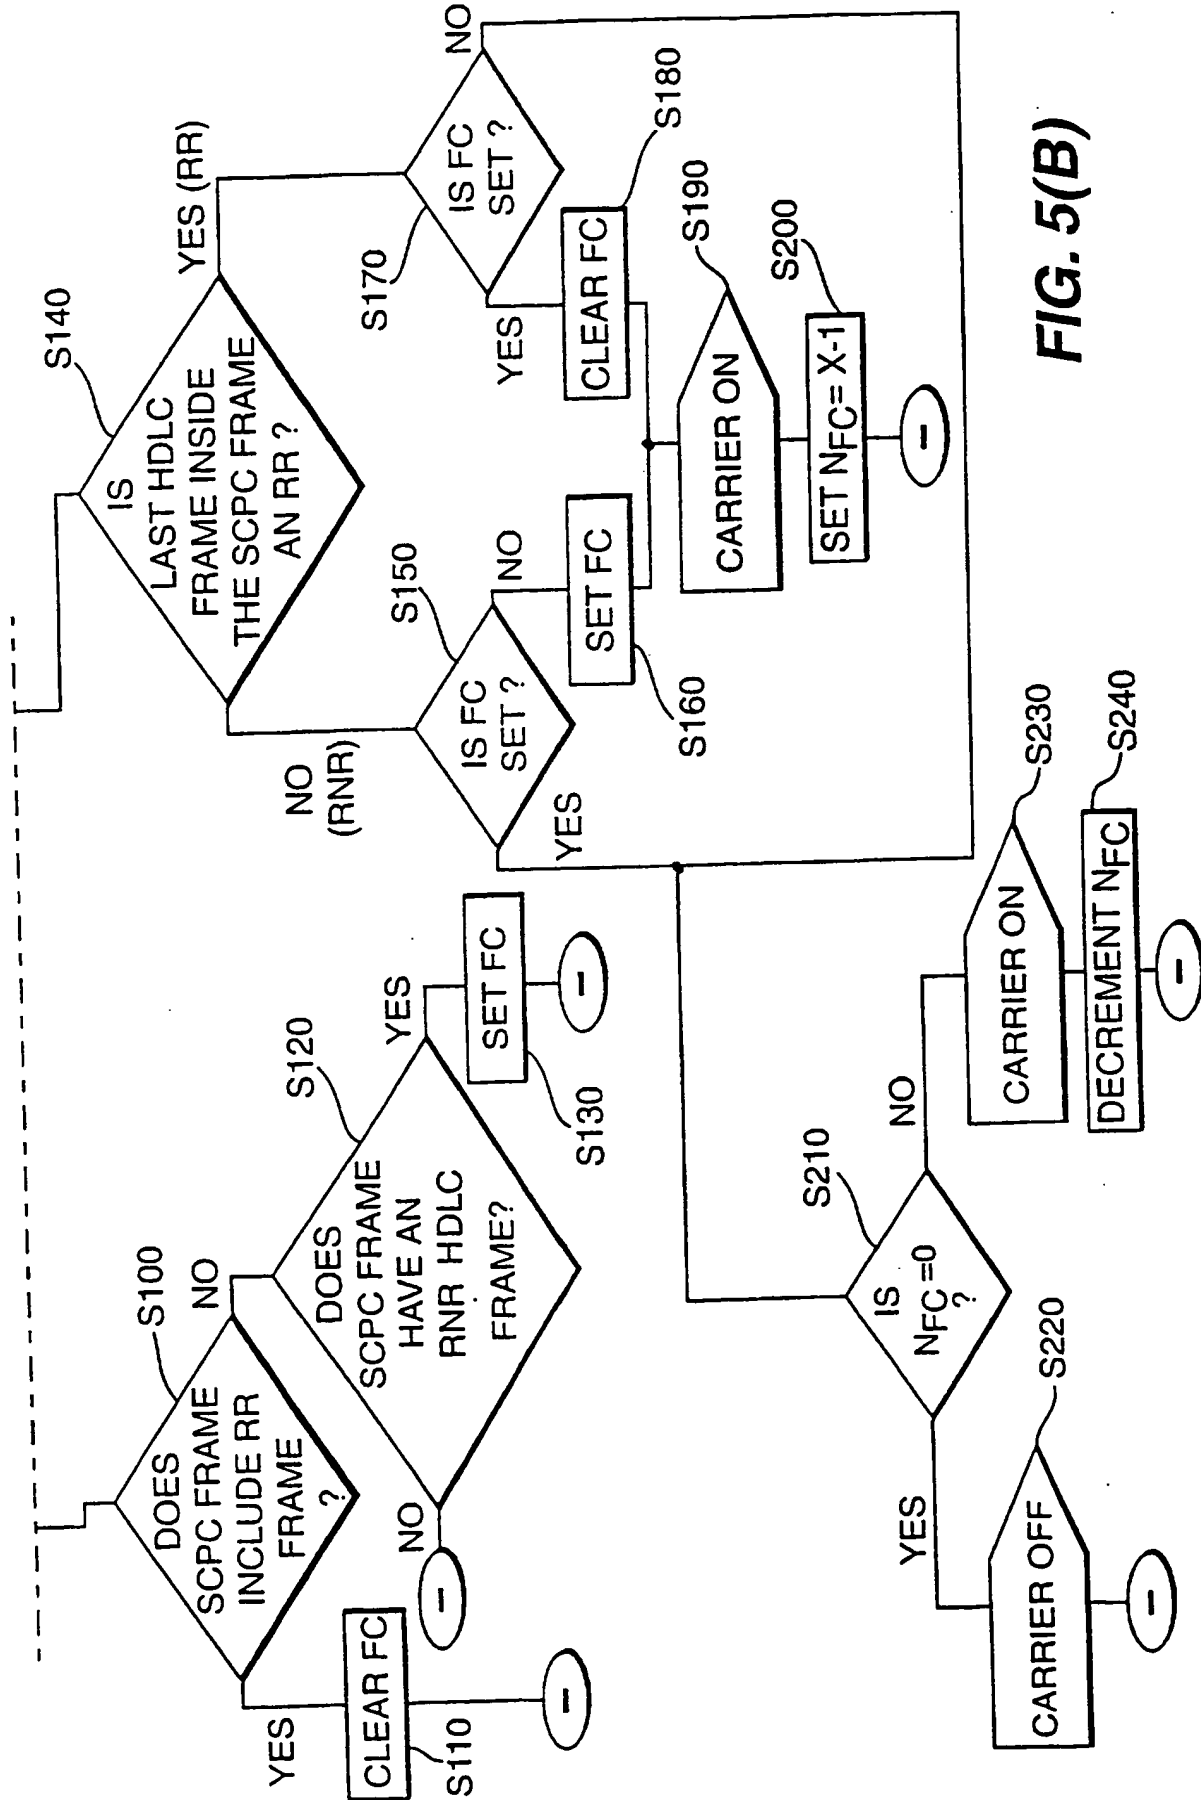 S100
DOES
SCPC FRAME
INCLUDE RR
FRAME
?
YES
NO
CLEAR FC
S110
I
S120
DOES
SCPC FRAME
HAVE AN
RNR HDLC
FRAME?
NO
I
YES
SET FC
S130
I
S140
IS
LAST HDLC
FRAME INSIDE
THE SCPC FRAME
AN RR ?
NO
(RNR)
YES (RR)
S150
IS FC
SET ?
YES
NO
SET FC
S160
S170
IS FC
SET ?
YES
NO
CLEAR FC
S180
CARRIER ON
S190
SET NFC= X-1
S200
I
S210
IS
NFC =0
?
YES
NO
CARRIER OFF
S220
I
CARRIER ON
S230
DECREMENT NFC
S240
I
FIG. 5(B)